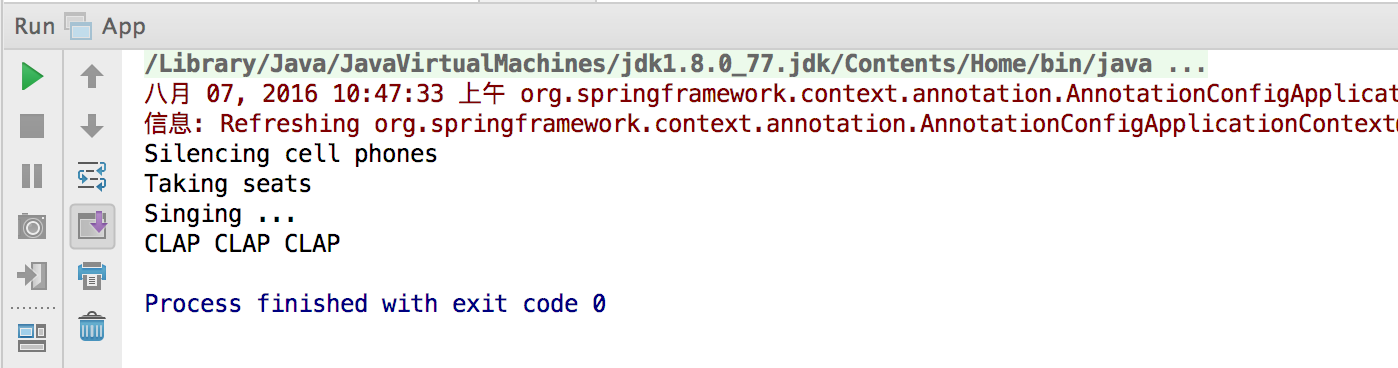 Run App
/Library/Java/JavaVirtualMachines/jdk1.8.0_77.jdk/Contents/Home/bin/java ...
八月 07, 2016 10:47:33 上午 org.springframework.context.annotation.AnnotationConfigApplicat
信息: Refreshing org.springframework.context.annotation.AnnotationConfigApplicationContext@
Silencing cell phones
Taking seats
Singing ...
CLAP CLAP CLAP
Process finished with exit code 0